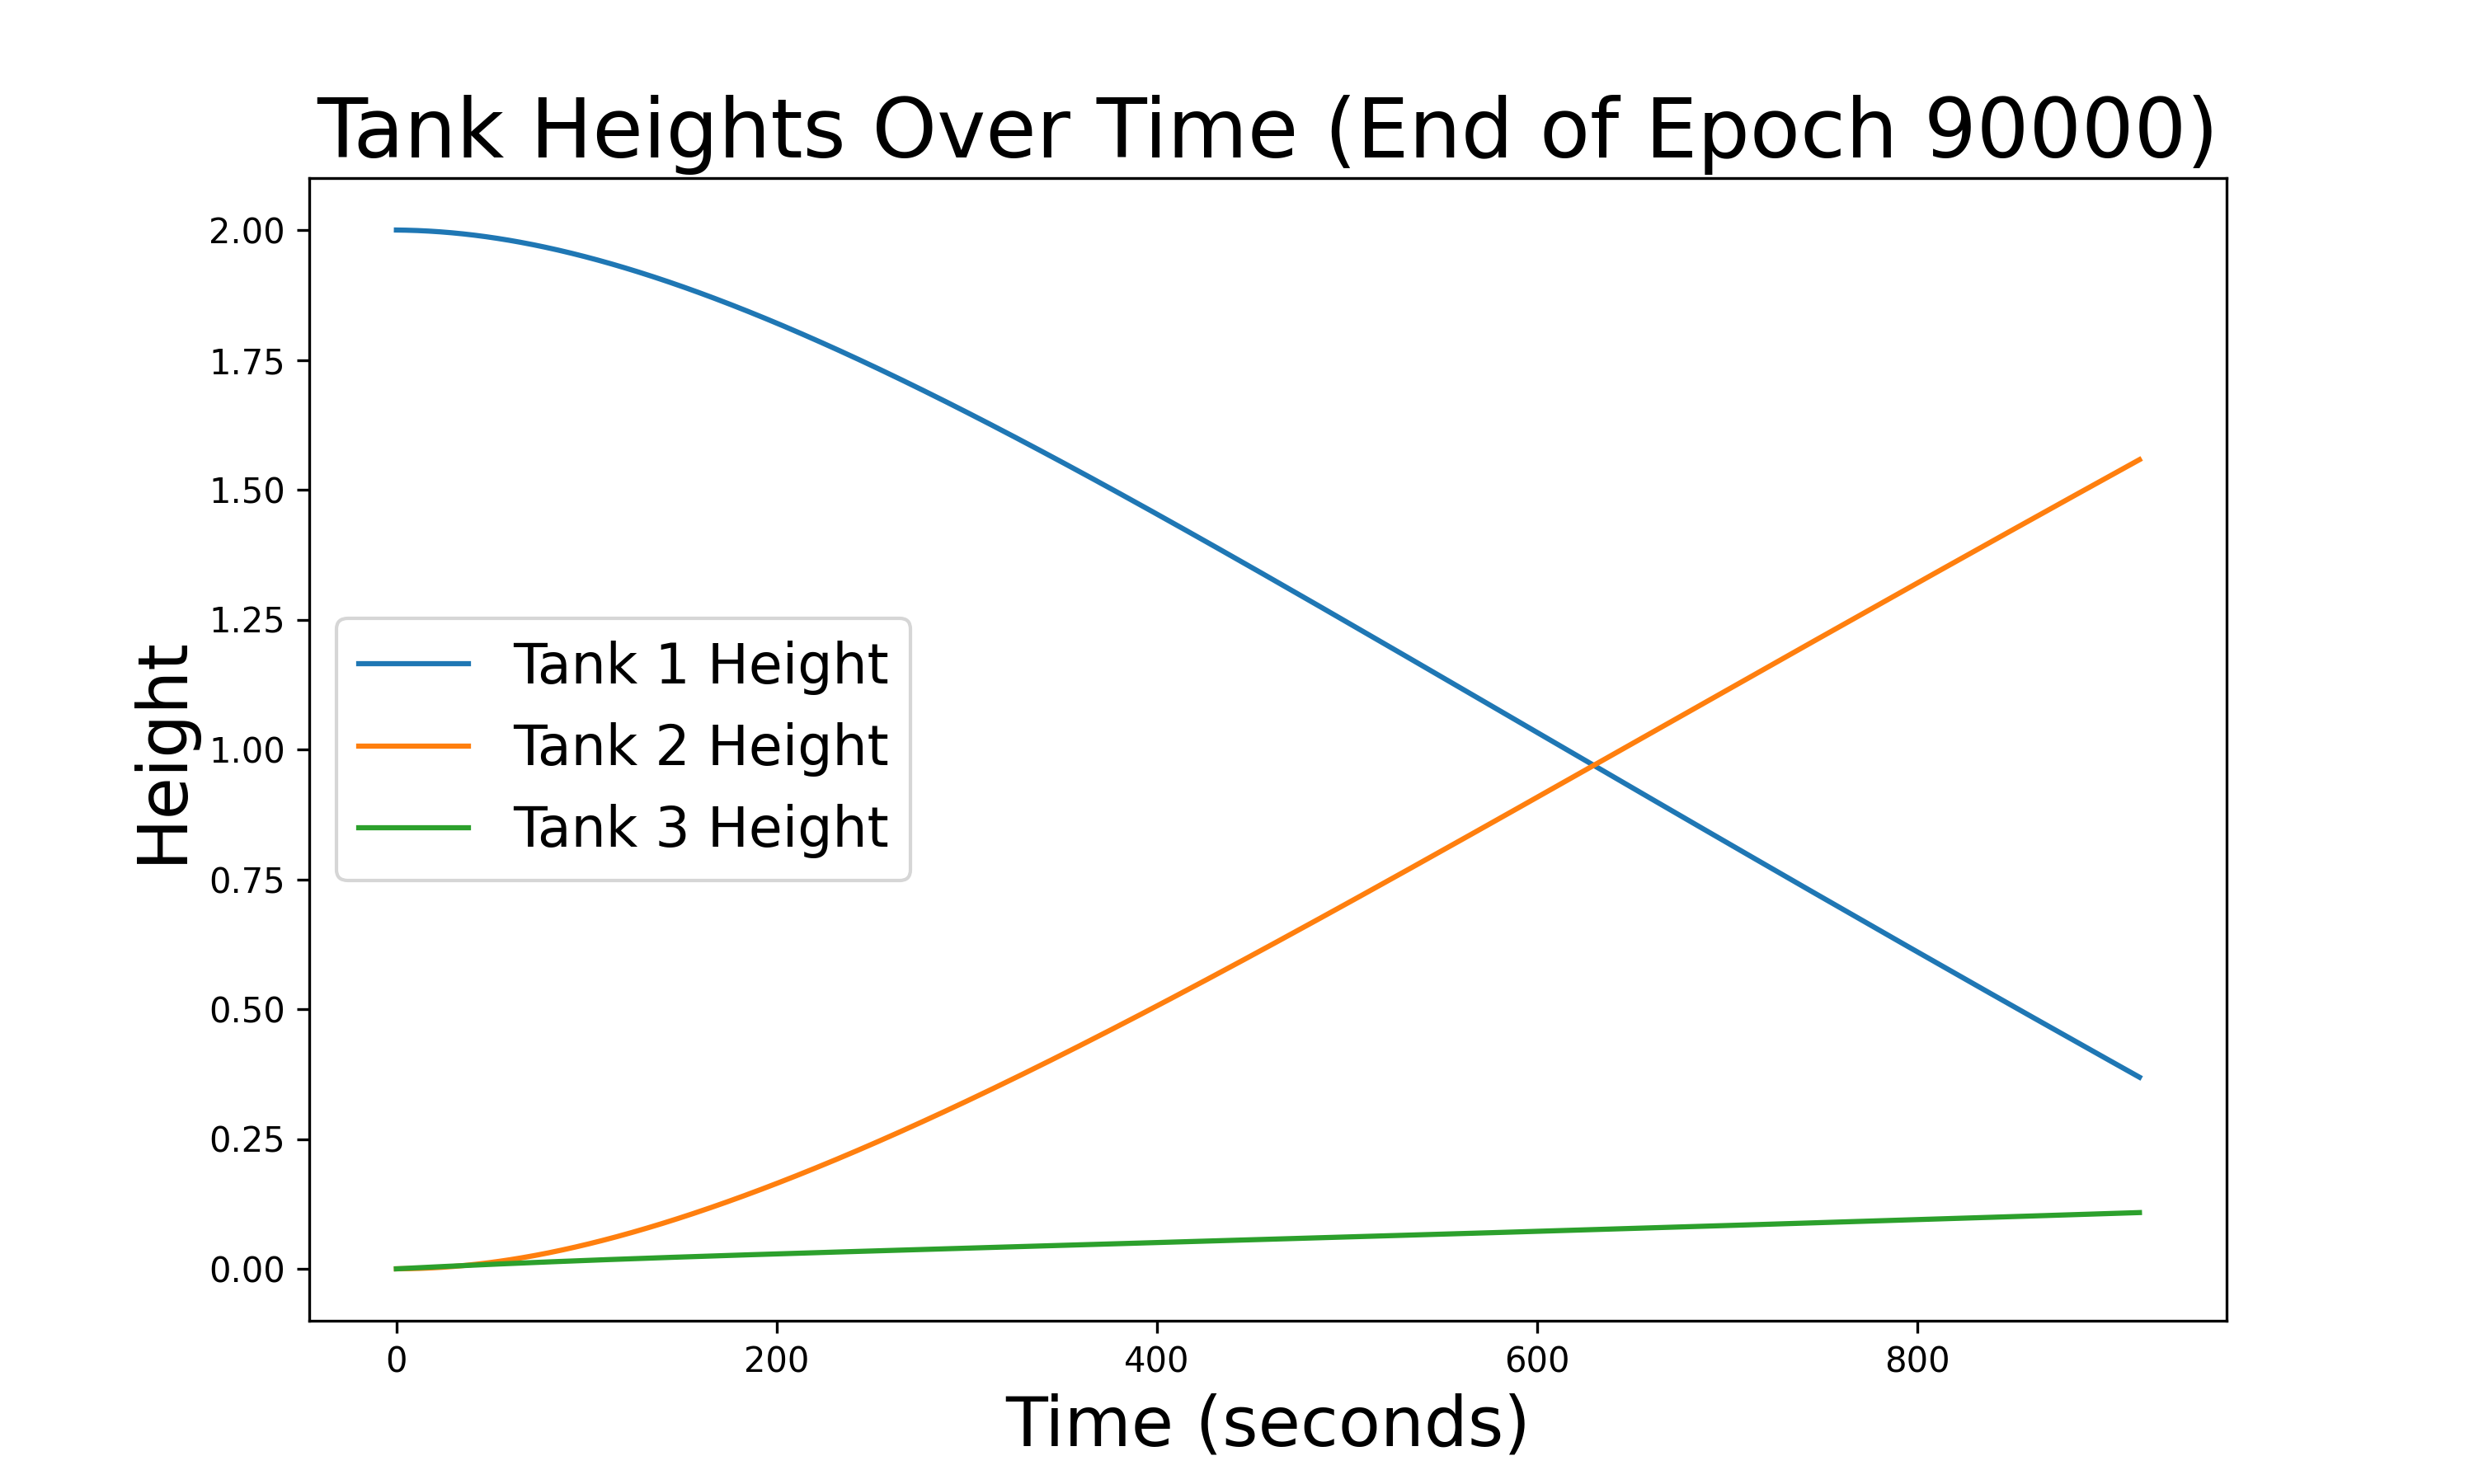 Tank Heights Over Time (End of Epoch 90000)
Height
2.00
1.75
1.50
1.25
1.00
0.75
0.50
0.25
0.00
Tank 1 Height
Tank 2 Height
Tank 3 Height
0 200 400 600 800
Time (seconds)